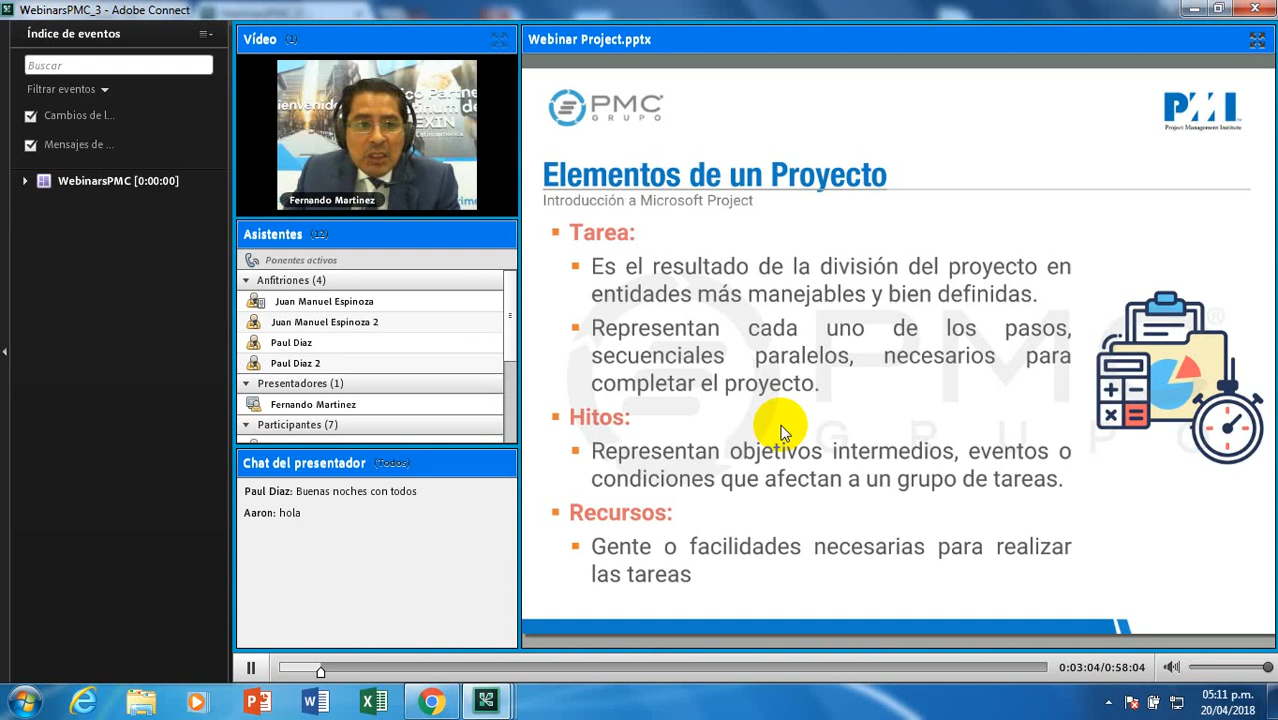 WebinarsPMC_3 - Adobe Connect
Índice de eventos
Buscar
Filtrar eventos
Cambios de l...
Mensajes de ...
WebinarsPMC [0:00:00]
Vídeo (1)
Fernando Martinez
Asistentes (12)
Ponentes activos
Anfitriones (4)
Juan Manuel Espinoza
Juan Manuel Espinoza 2
Paul Diaz
Paul Diaz 2
Presentadores (1)
Fernando Martinez
Participantes (7)
Chat del presentador (Todos)
Paul Diaz: Buenas noches con todos
Aaron: hola
Webinar Project.pptx
PMC
GRUPO
PMI
Project Management Institute
Elementos de un Proyecto
Introducción a Microsoft Project
Tarea:
Es el resultado de la división del proyecto en
entidades más manejables y bien definidas.
Representan cada uno de los pasos,
secuenciales paralelos, necesarios para
completar el proyecto.
Hitos:
Representan objetivos intermedios, eventos o
condiciones que afectan a un grupo de tareas.
Recursos:
Gente o facilidades necesarias para realizar
las tareas
0:03:04/0:58:04
05:11 p.m.
20/04/2018